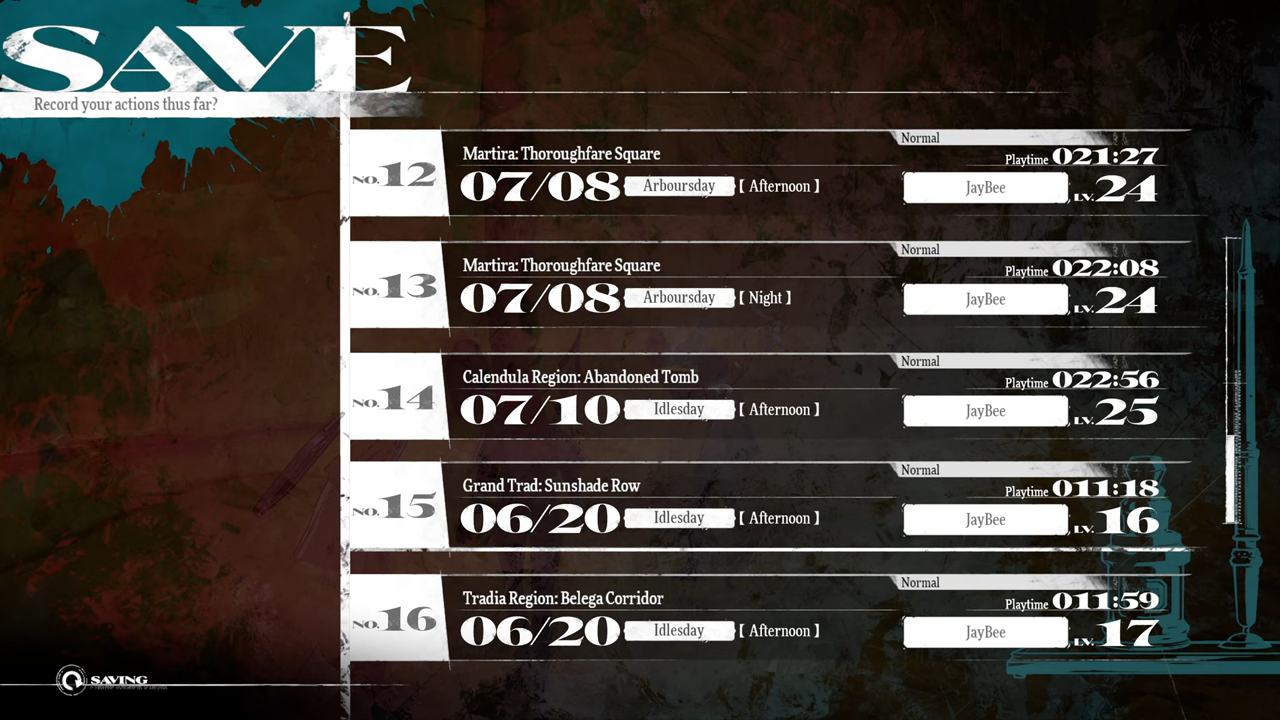 SAVE
Record your actions thus far?
Normal
Martira: Thoroughfare Square
Playtime 021:27
NO.12
07/08 Arboursday [ Afternoon ]
JayBee
LV.24
Normal
Martira: Thoroughfare Square
Playtime 022:08
NO.13
07/08 Arboursday [ Night ]
JayBee
LV.24
Normal
Calendula Region: Abandoned Tomb
Playtime 022:56
NO.14
07/10 Idlesday [ Afternoon ]
JayBee
LV.25
Normal
Grand Trad: Sunshade Row
Playtime 011:18
NO.15
06/20 Idlesday [ Afternoon ]
JayBee
LV.16
Normal
Tradia Region: Belega Corridor
Playtime 011:59
NO.16
06/20 Idlesday [ Afternoon ]
JayBee
LV.17
SAVING